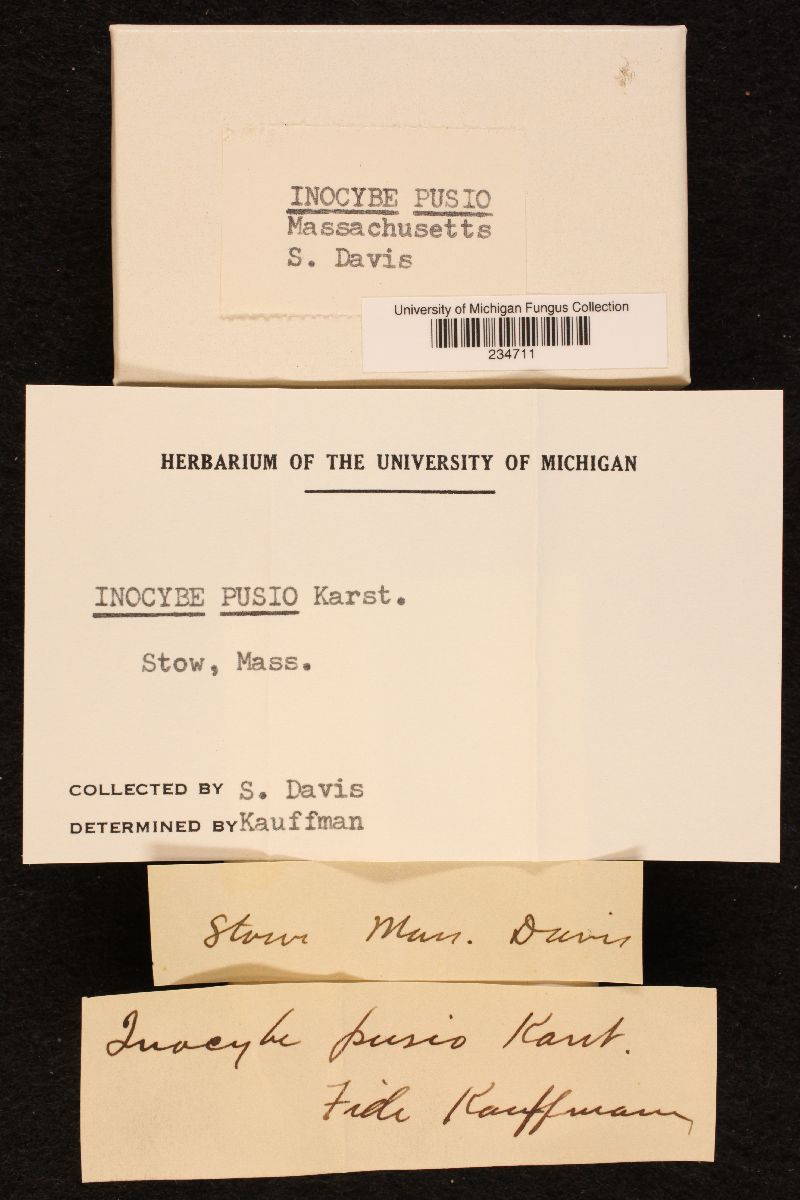 INOCYBE PUSIO
Massachusetts
S. Davis
University of Michigan Fungus Collection
234711
HERBARIUM OF THE UNIVERSITY OF MICHIGAN
INOCYBE PUSIO Karst.
Stow, Mass.
COLLECTED BY S. Davis
DETERMINED BY Kauffman
Stow Mass. Davis
Inocybe pusio Karst.
Fide Kauffman